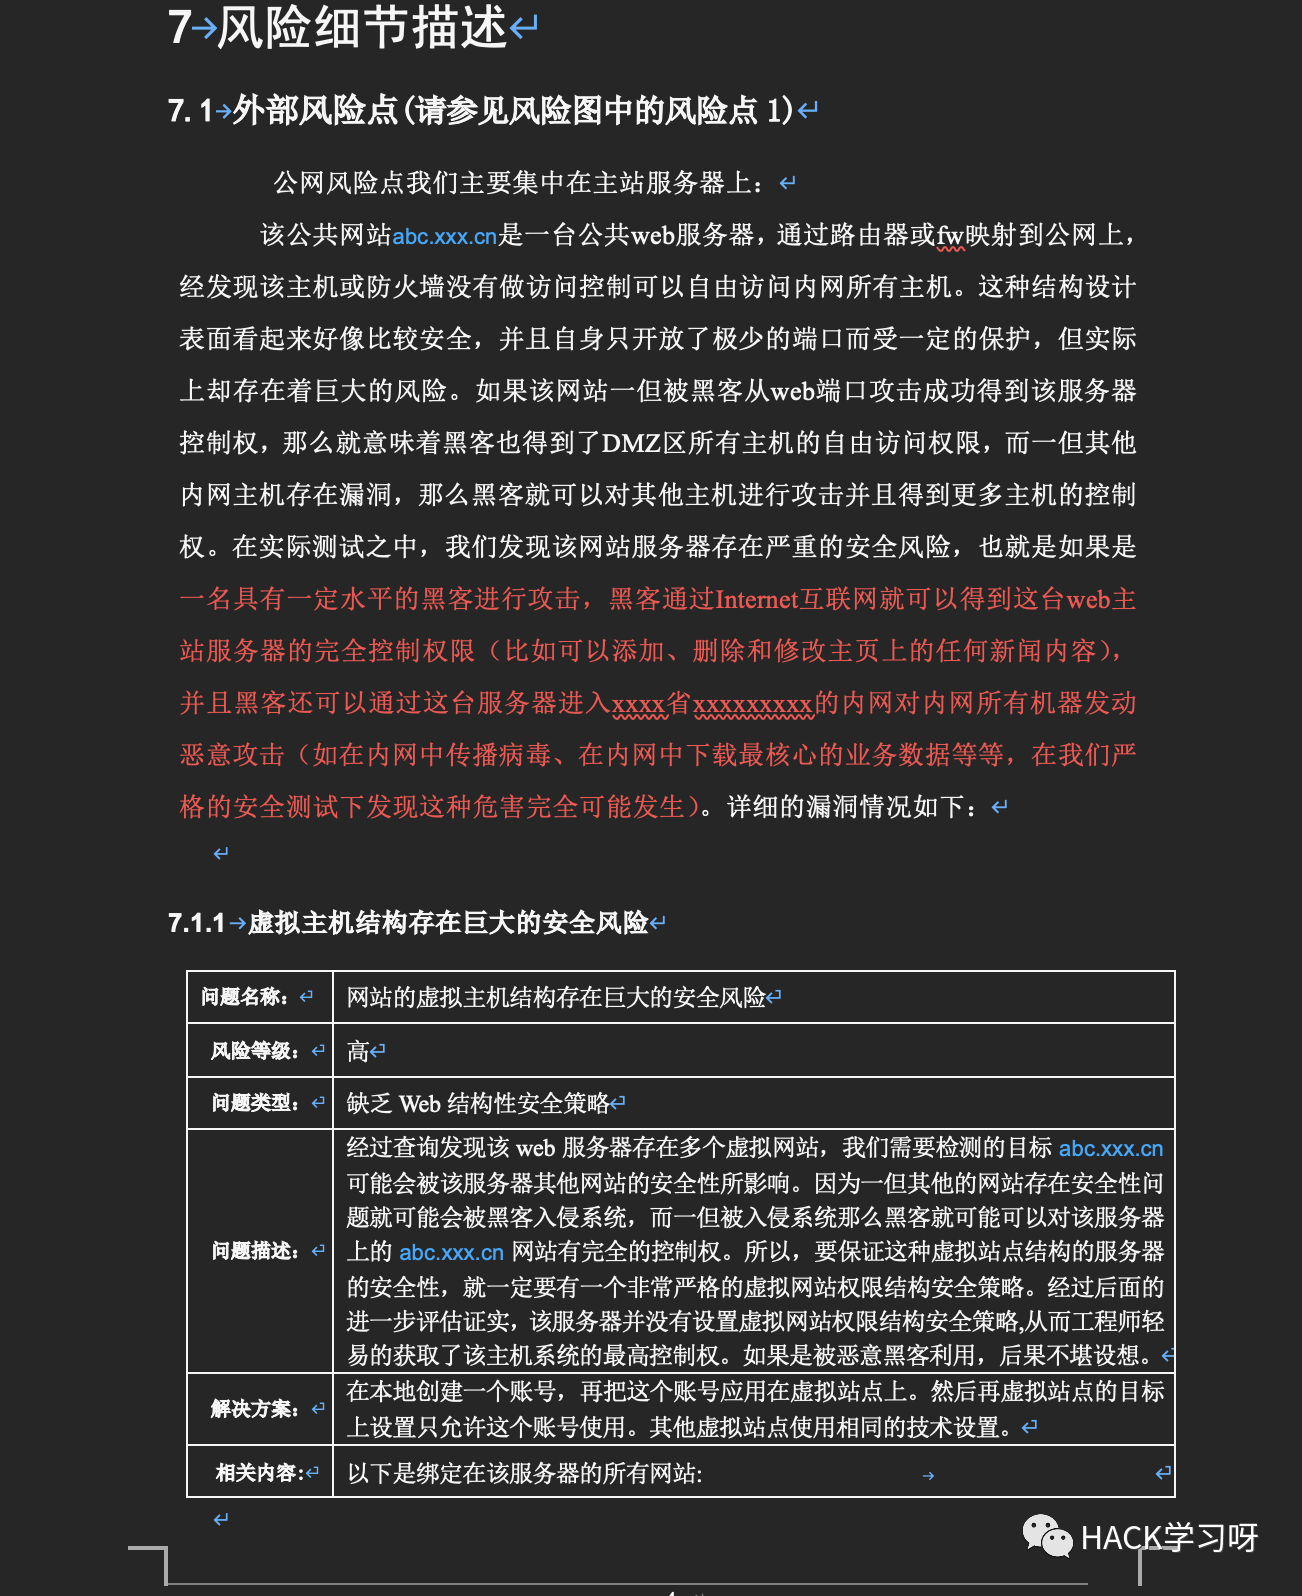 7→风险细节描述↵
7.1→外部风险点(请参见风险图中的风险点 1)↵
公网风险点我们主要集中在主站服务器上：↵
该公共网站abc.xxx.cn是一台公共web服务器，通过路由器或fw映射到公网上，
经发现该主机或防火墙没有做访问控制可以自由访问内网所有主机。这种结构设计
表面看起来好像比较安全，并且自身只开放了极少的端口而受一定的保护，但实际
上却存在着巨大的风险。如果该网站一但被黑客从web端口攻击成功得到该服务器
控制权，那么就意味着黑客也得到了DMZ区所有主机的自由访问权限，而一但其他
内网主机存在漏洞，那么黑客就可以对其他主机进行攻击并且得到更多主机的控制
权。在实际测试之中，我们发现该网站服务器存在严重的安全风险，也就是如果是
一名具有一定水平的黑客进行攻击，黑客通过Internet互联网就可以得到这台web主
站服务器的完全控制权限（比如可以添加、删除和修改主页上的任何新闻内容），
并且黑客还可以通过这台服务器进入xxxx省xxxxxxxxx的内网对内网所有机器发动
恶意攻击（如在内网中传播病毒、在内网中下载最核心的业务数据等等，在我们严
格的安全测试下发现这种危害完全可能发生）。详细的漏洞情况如下：↵
↵
7.1.1→虚拟主机结构存在巨大的安全风险↵
问题名称：↵ 网站的虚拟主机结构存在巨大的安全风险↵
风险等级：↵ 高↵
问题类型：↵ 缺乏 Web 结构性安全策略↵
问题描述：↵
经过查询发现该 web 服务器存在多个虚拟网站，我们需要检测的目标 abc.xxx.cn
可能会被该服务器其他网站的安全性所影响。因为一但其他的网站存在安全性问
题就可能会被黑客入侵系统，而一但被入侵系统那么黑客就可能可以对该服务器
上的 abc.xxx.cn 网站有完全的控制权。所以，要保证这种虚拟站点结构的服务器
的安全性，就一定要有一个非常严格的虚拟网站权限结构安全策略。经过后面的
进一步评估证实，该服务器并没有设置虚拟网站权限结构安全策略,从而工程师轻
易的获取了该主机系统的最高控制权。如果是被恶意黑客利用，后果不堪设想。↵
解决方案：↵
在本地创建一个账号，再把这个账号应用在虚拟站点上。然后再虚拟站点的目标
上设置只允许这个账号使用。其他虚拟站点使用相同的技术设置。↵
相关内容:↵ 以下是绑定在该服务器的所有网站: → ↵
↵
HACK学习呀